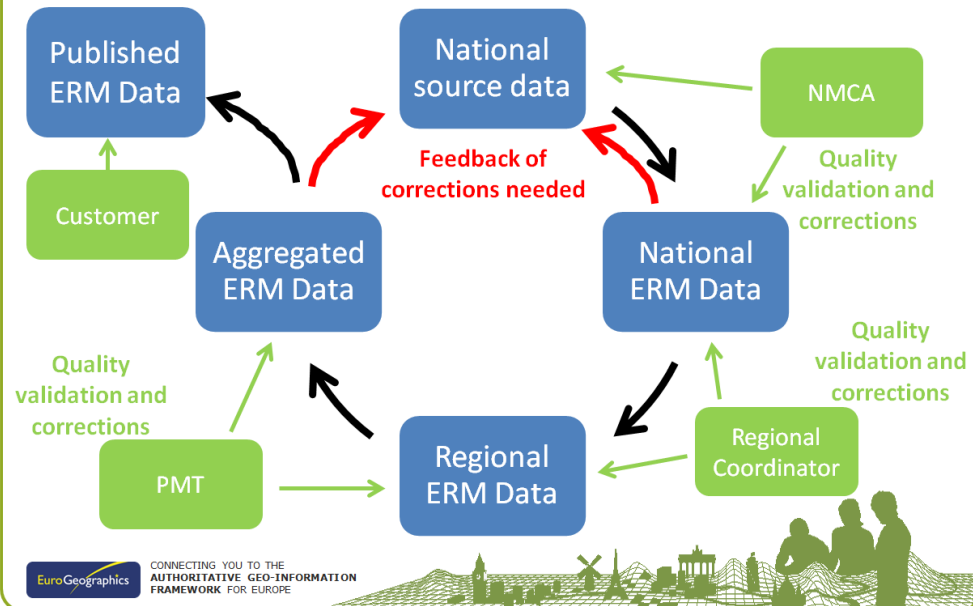 Published
ERM Data
National
source data
NMCA
Feedback of
corrections needed
Quality
validation and
corrections
Customer
Aggregated
ERM Data
National
ERM Data
Quality
validation and
corrections
Quality
validation and
corrections
PMT
Regional
ERM Data
Regional
Coordinator
EuroGeographics
CONNECTING YOU TO THE
AUTHORITATIVE GEO-INFORMATION
FRAMEWORK FOR EUROPE